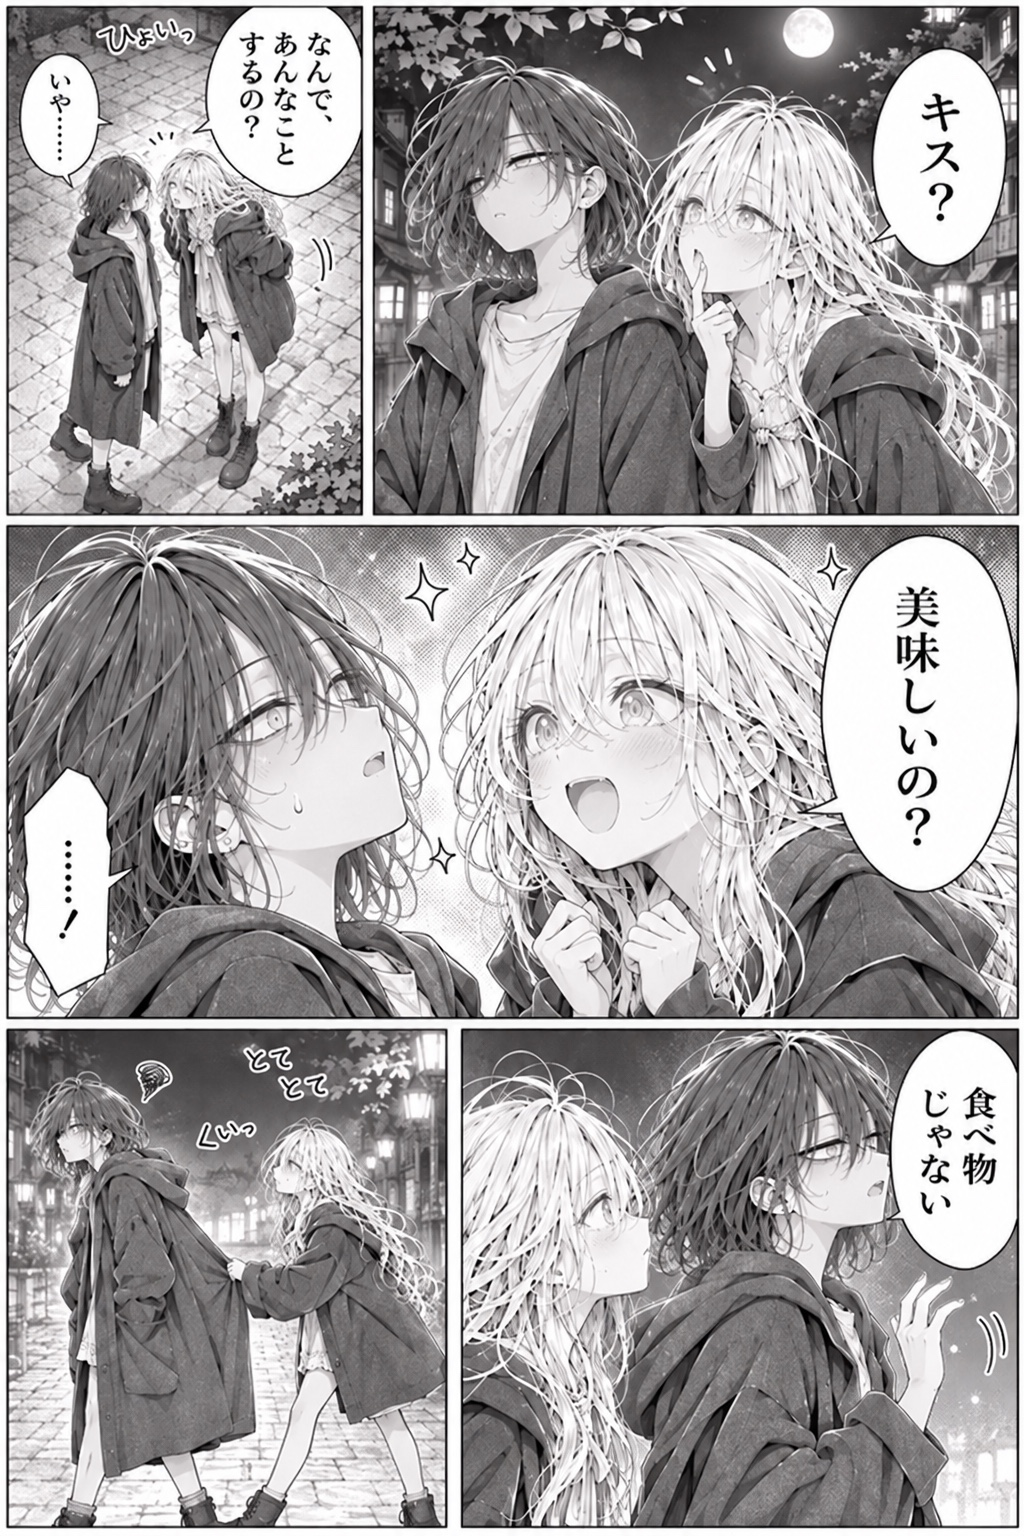 キス？
なんで、
あんなこと
するの？
ひょいっ
いや……
美味しいの？
……！
食べ物
じゃない
とて
とて
くいっ